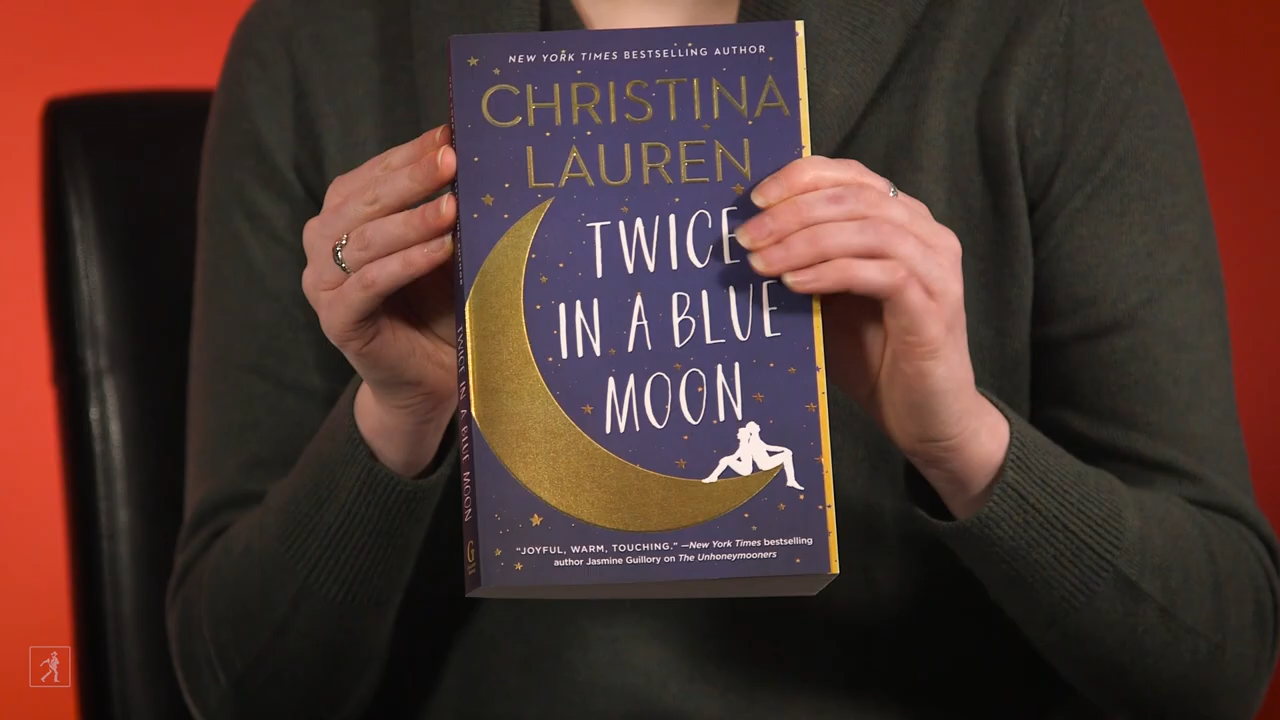 NEW YORK TIMES BESTSELLING AUTHOR
CHRISTINA
LAUREN
TWICE
IN A BLUE
MOON
"JOYFUL, WARM, TOUCHING." —New York Times bestselling
author Jasmine Guillory on The Unhoneymooners
TWICE IN A BLUE MOON
G